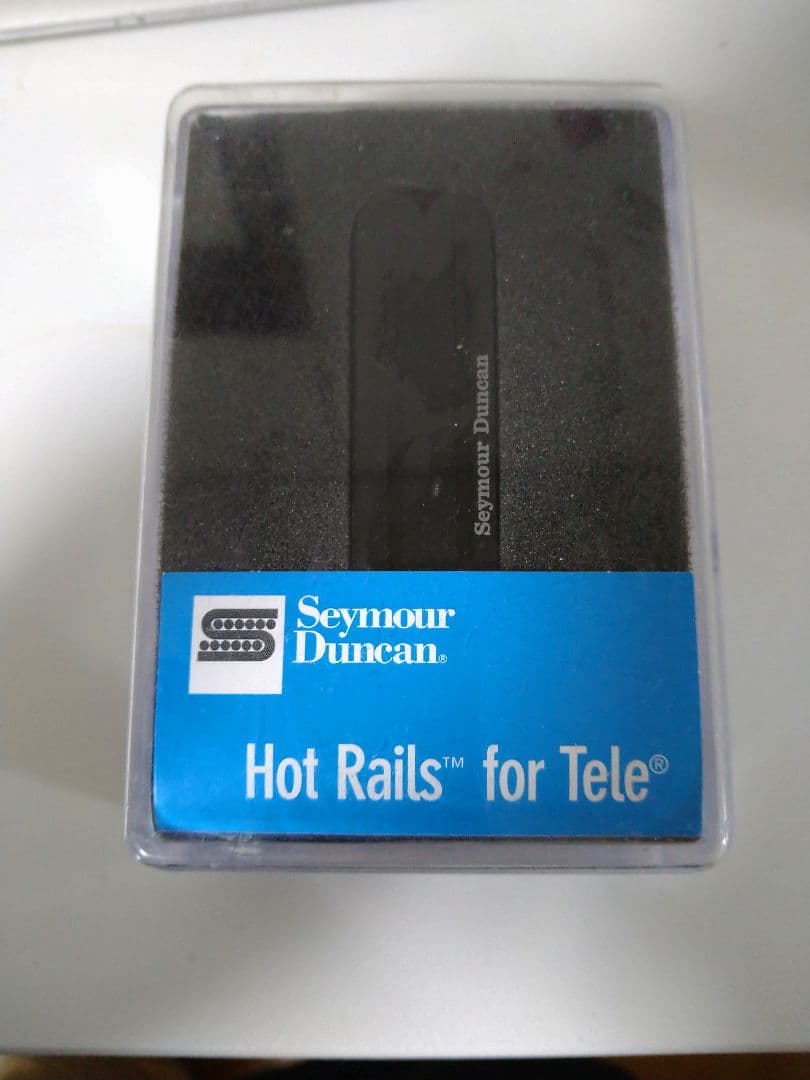 Seymour Duncan
Seymour
Duncan®
Hot Rails™ for Tele®